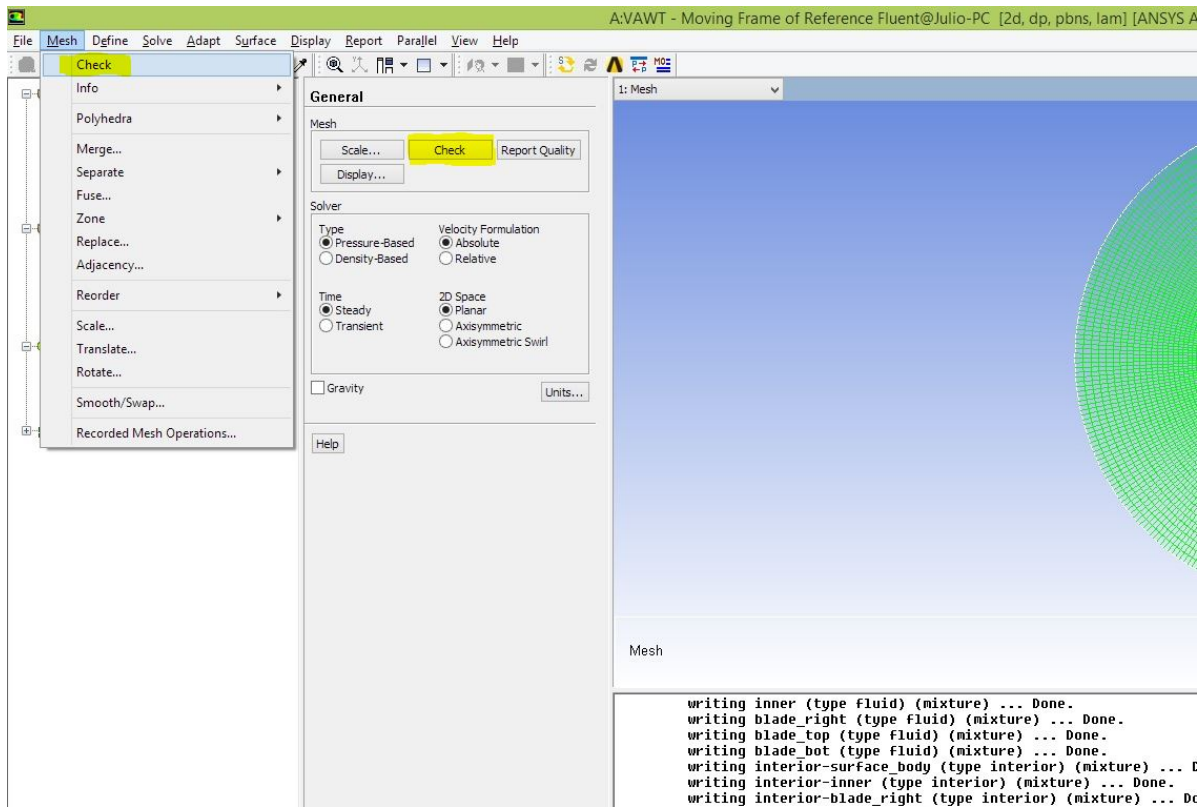 A:VAWT - Moving Frame of Reference Fluent@Julio-PC [2d, dp, pbns, lam] [ANSYS A
File Mesh Define Solve Adapt Surface Display Report Parallel View Help
Check
Info
Polyhedra
Merge...
Separate
Fuse...
Zone
Replace...
Adjacency...
Reorder
Scale...
Translate...
Rotate...
Smooth/Swap...
Recorded Mesh Operations...
General
Mesh
Scale... Check Report Quality
Display...
Solver
Type Velocity Formulation
Pressure-Based Absolute
Density-Based Relative
Time 2D Space
Steady Planar
Transient Axisymmetric
Axisymmetric Swirl
Gravity Units...
Help
1: Mesh
Mesh
writing inner (type fluid) (mixture) ... Done.
writing blade_right (type fluid) (mixture) ... Done.
writing blade_top (type fluid) (mixture) ... Done.
writing blade_bot (type fluid) (mixture) ... Done.
writing interior-surface_body (type interior) (mixture) ... D
writing interior-inner (type interior) (mixture) ... Done.
writing interior-blade_right (type interior) (mixture) ... Do